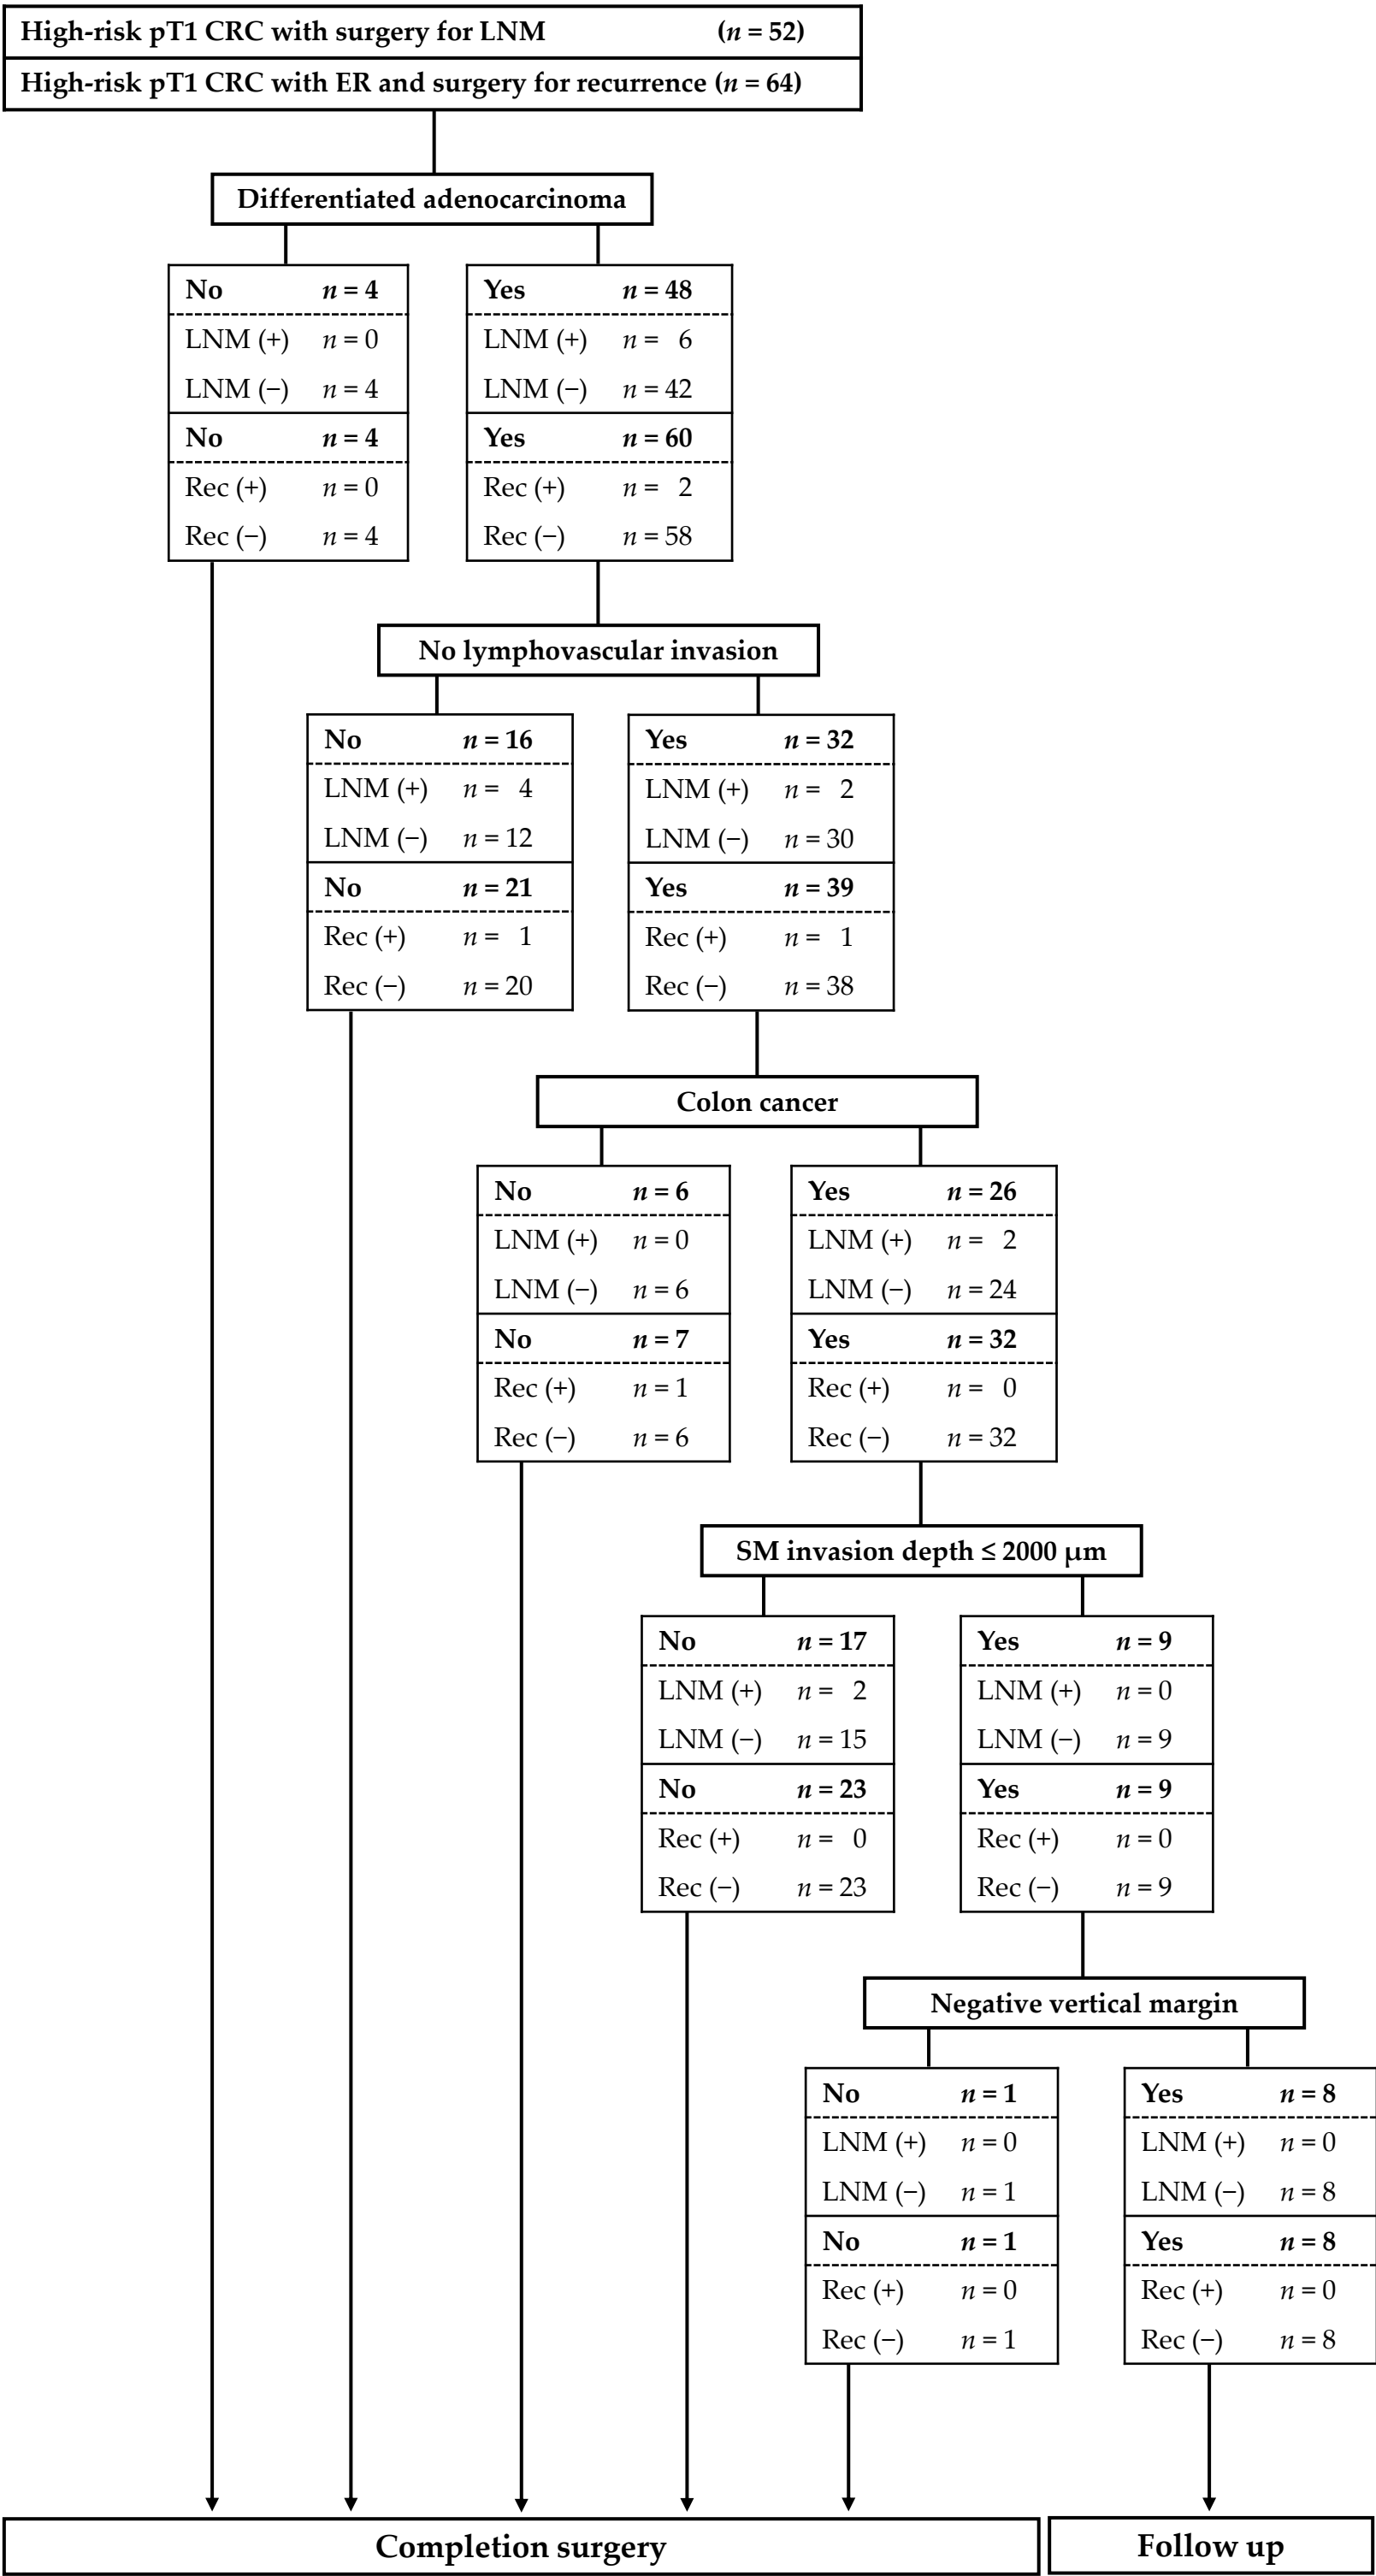 High-risk pT1 CRC with surgery for LNM (n = 52)
High-risk pT1 CRC with ER and surgery for recurrence (n = 64)
Differentiated adenocarcinoma
No n = 4
LNM (+) n = 0
LNM (−) n = 4
No n = 4
Rec (+) n = 0
Rec (−) n = 4
Yes n = 48
LNM (+) n = 6
LNM (−) n = 42
Yes n = 60
Rec (+) n = 2
Rec (−) n = 58
No lymphovascular invasion
No n = 16
LNM (+) n = 4
LNM (−) n = 12
No n = 21
Rec (+) n = 1
Rec (−) n = 20
Yes n = 32
LNM (+) n = 2
LNM (−) n = 30
Yes n = 39
Rec (+) n = 1
Rec (−) n = 38
Colon cancer
No n = 6
LNM (+) n = 0
LNM (−) n = 6
No n = 7
Rec (+) n = 1
Rec (−) n = 6
Yes n = 26
LNM (+) n = 2
LNM (−) n = 24
Yes n = 32
Rec (+) n = 0
Rec (−) n = 32
SM invasion depth ≤ 2000 μm
No n = 17
LNM (+) n = 2
LNM (−) n = 15
No n = 23
Rec (+) n = 0
Rec (−) n = 23
Yes n = 9
LNM (+) n = 0
LNM (−) n = 9
Yes n = 9
Rec (+) n = 0
Rec (−) n = 9
Negative vertical margin
No n = 1
LNM (+) n = 0
LNM (−) n = 1
No n = 1
Rec (+) n = 0
Rec (−) n = 1
Yes n = 8
LNM (+) n = 0
LNM (−) n = 8
Yes n = 8
Rec (+) n = 0
Rec (−) n = 8
Completion surgery
Follow up